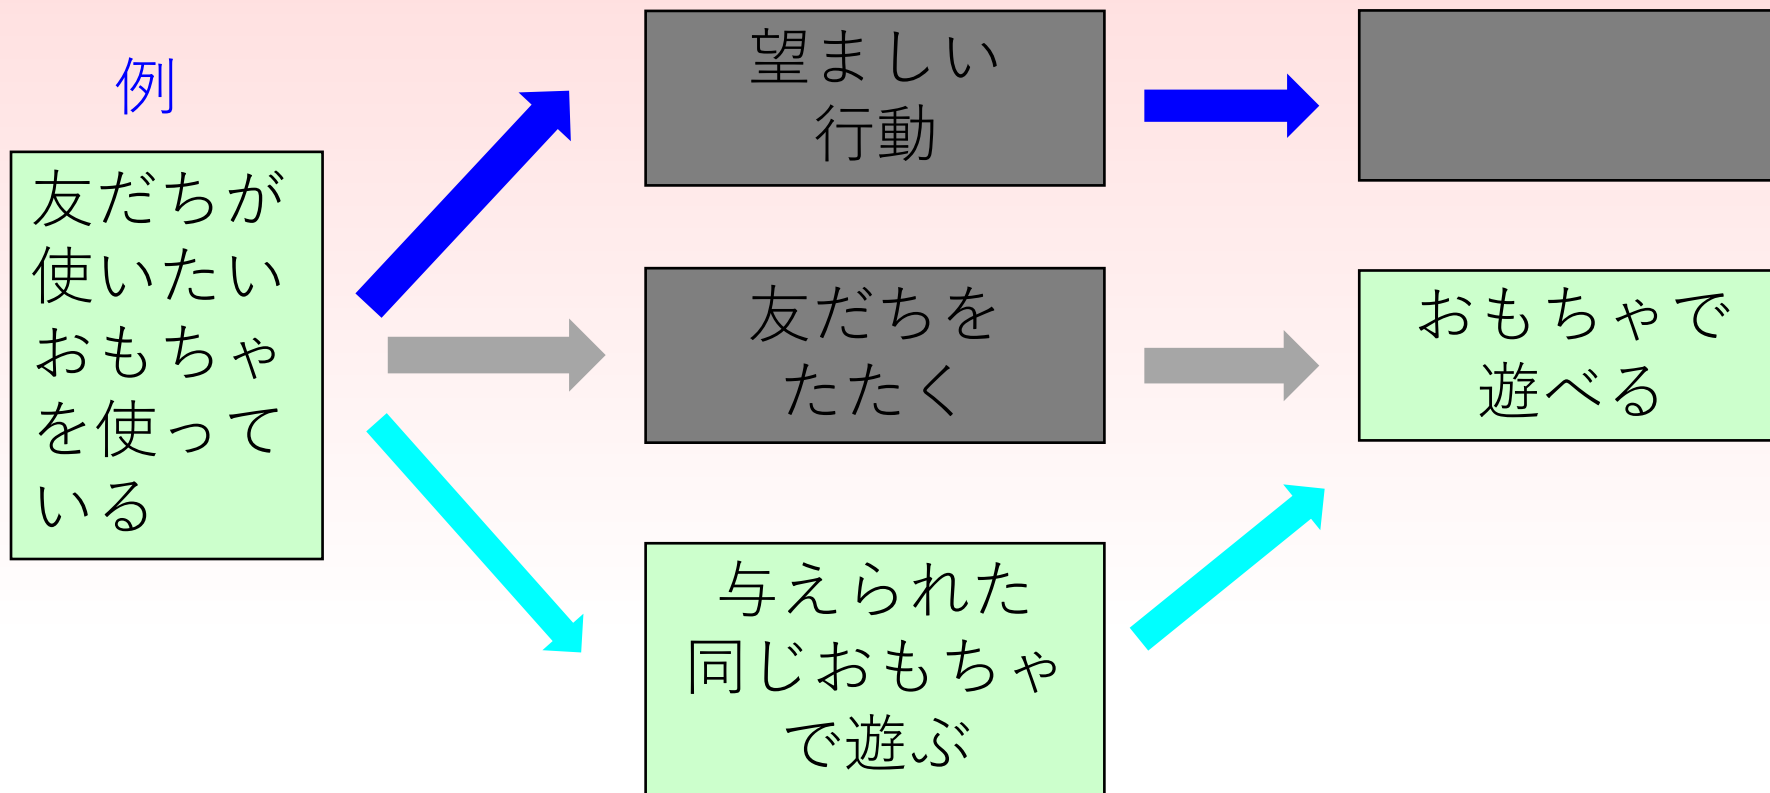 例
友だちが
使いたい
おもちゃ
を使って
いる
望ましい
行動
友だちを
たたく
おもちゃで
遊べる
与えられた
同じおもちゃ
で遊ぶ